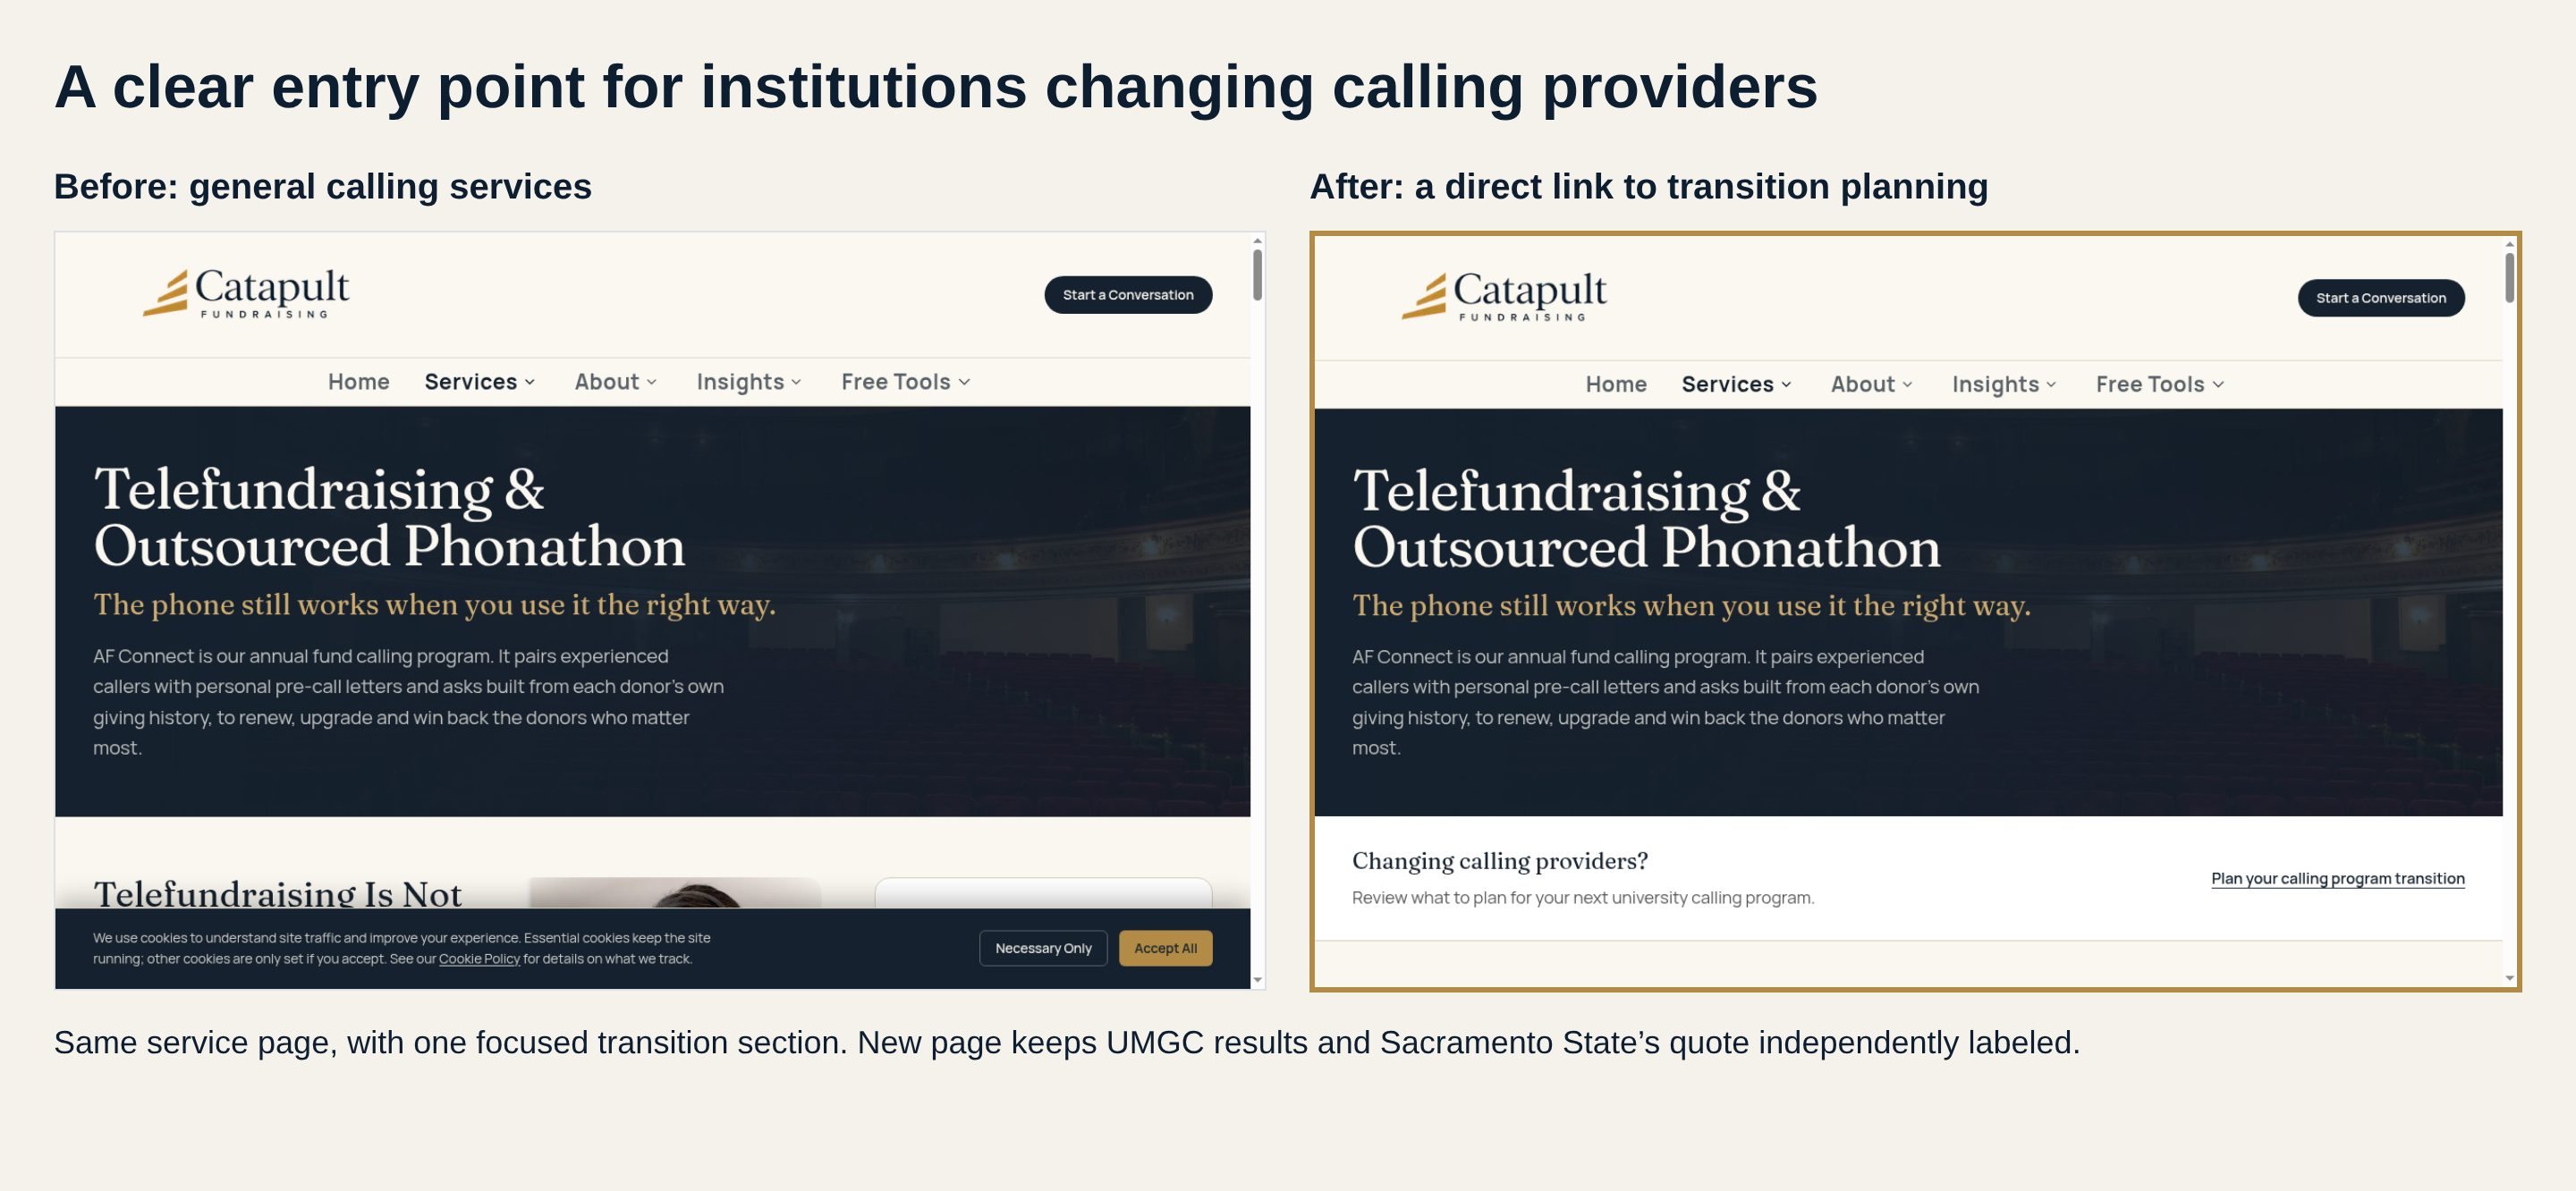 A clear entry point for institutions changing calling providers
Before: general calling services
Catapult
FUNDRAISING
Start a Conversation
Home Services About Insights Free Tools
Telefundraising &
Outsourced Phonathon
The phone still works when you use it the right way.
AF Connect is our annual fund calling program. It pairs experienced
callers with personal pre-call letters and asks built from each donor's own
giving history, to renew, upgrade and win back the donors who matter
most.
Telefundraising Is Not
We use cookies to understand site traffic and improve your experience. Essential cookies keep the site
running; other cookies are only set if you accept. See our Cookie Policy for details on what we track.
Necessary Only
Accept All
After: a direct link to transition planning
Catapult
FUNDRAISING
Start a Conversation
Home Services About Insights Free Tools
Telefundraising &
Outsourced Phonathon
The phone still works when you use it the right way.
AF Connect is our annual fund calling program. It pairs experienced
callers with personal pre-call letters and asks built from each donor's own
giving history, to renew, upgrade and win back the donors who matter
most.
Changing calling providers?
Review what to plan for your next university calling program.
Plan your calling program transition
Same service page, with one focused transition section. New page keeps UMGC results and Sacramento State’s quote independently labeled.